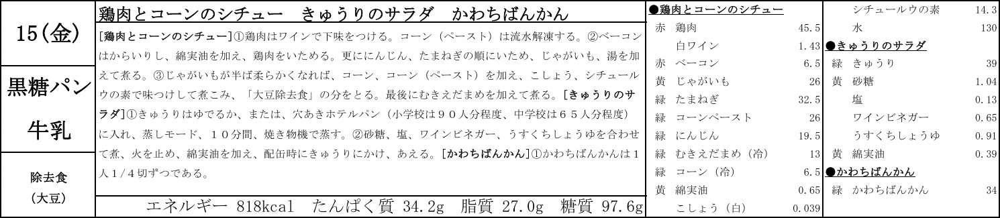 15(金)
黒糖パン
牛乳
除去食
(大豆)
鶏肉とコーンのシチュー　きゅうりのサラダ　かわちばんかん
[鶏肉とコーンのシチュー]①鶏肉はワインで下味をつける。コーン（ペースト）は流水解凍する。②ベーコン
はからいりし、綿実油を加え、鶏肉をいためる。更ににんじん、たまねぎの順にいため、じゃがいも、湯を加
えて煮る。③じゃがいもが半ば柔らかくなれば、コーン、コーン（ペースト）を加え、こしょう、シチュール
ウの素で味つけして煮こみ、「大豆除去食」の分をとる。最後にむきえだまめを加えて煮る。[きゅうりのサ
ラダ]①きゅうりはゆでるか、または、穴あきホテルパン（小学校は９０人分程度、中学校は６５人分程度）
に入れ、蒸しモード、１０分間、焼き物機で蒸す。②砂糖、塩、ワインビネガー、うすくちしょうゆを合わせ
て煮、火を止め、綿実油を加え、配缶時にきゅうりにかけ、あえる。[かわちばんかん]①かわちばんかんは１
人１/４切ずつである。
エネルギー 818kcal　たんぱく質 34.2g　脂質 27.0g　糖質 97.6g
●鶏肉とコーンのシチュー
赤 鶏肉 45.5
白ワイン 1.43
赤 ベーコン 6.5
黄 じゃがいも 26
緑 たまねぎ 32.5
緑 コーンペースト 26
緑 にんじん 19.5
緑 むきえだまめ（冷） 13
緑 コーン（冷） 6.5
黄 綿実油 0.65
こしょう（白） 0.039
シチュールウの素 14.3
水 130
●きゅうりのサラダ
緑 きゅうり 39
黄 砂糖 1.04
塩 0.13
ワインビネガー 0.65
うすくちしょうゆ 0.91
黄 綿実油 0.39
●かわちばんかん
緑 かわちばんかん 34